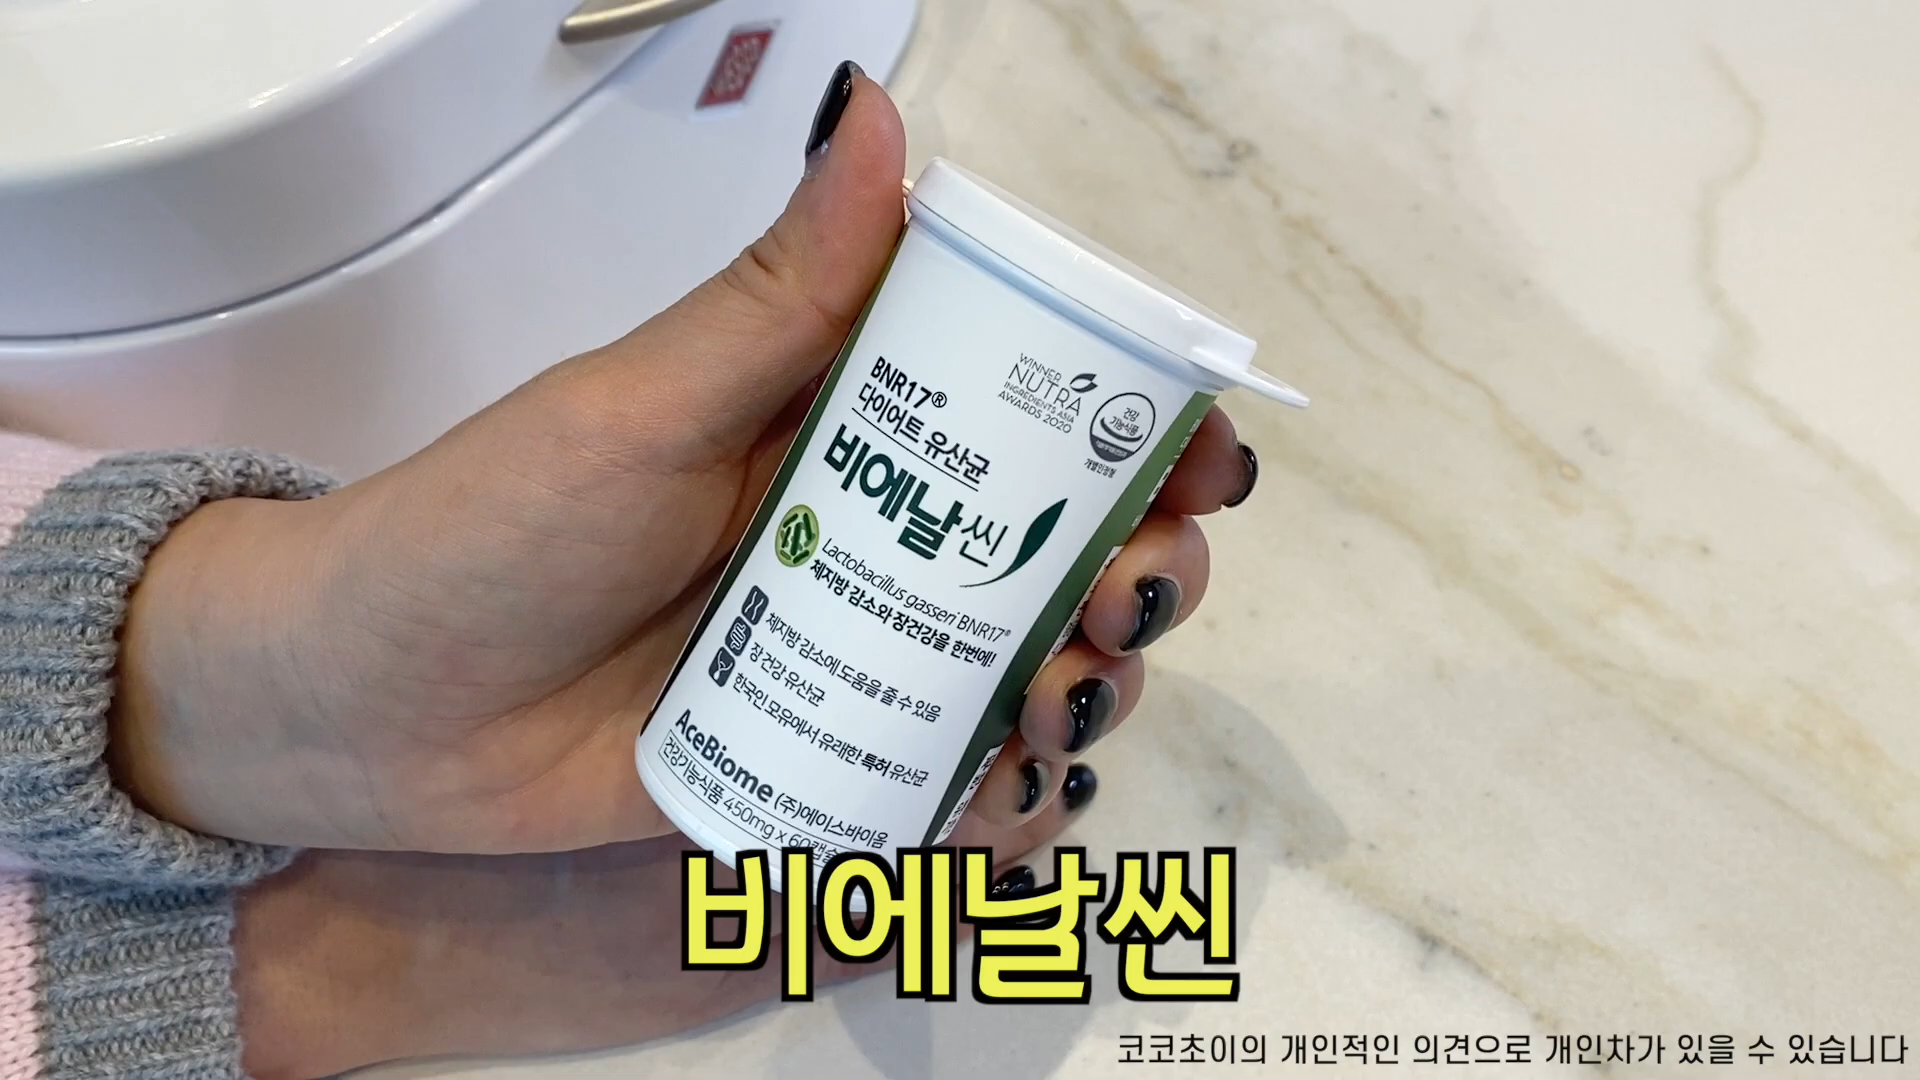 WINNER
NUTRA
INGREDIENTS ASIA
AWARDS 2020
건강
기능식품
개별인정형
BNR17®
다이어트 유산균
비에날씬
Lactobacillus gasseri BNR17®
체지방 감소와 장건강을 한번에!
체지방 감소에 도움을 줄 수 있음
장 건강 유산균
한국인 모유에서 유래한 특허 유산균
AceBiome (주)에이스바이옴
건강기능식품 450mg x 60캡슐
비에날씬
코코초이의 개인적인 의견으로 개인차가 있을 수 있습니다